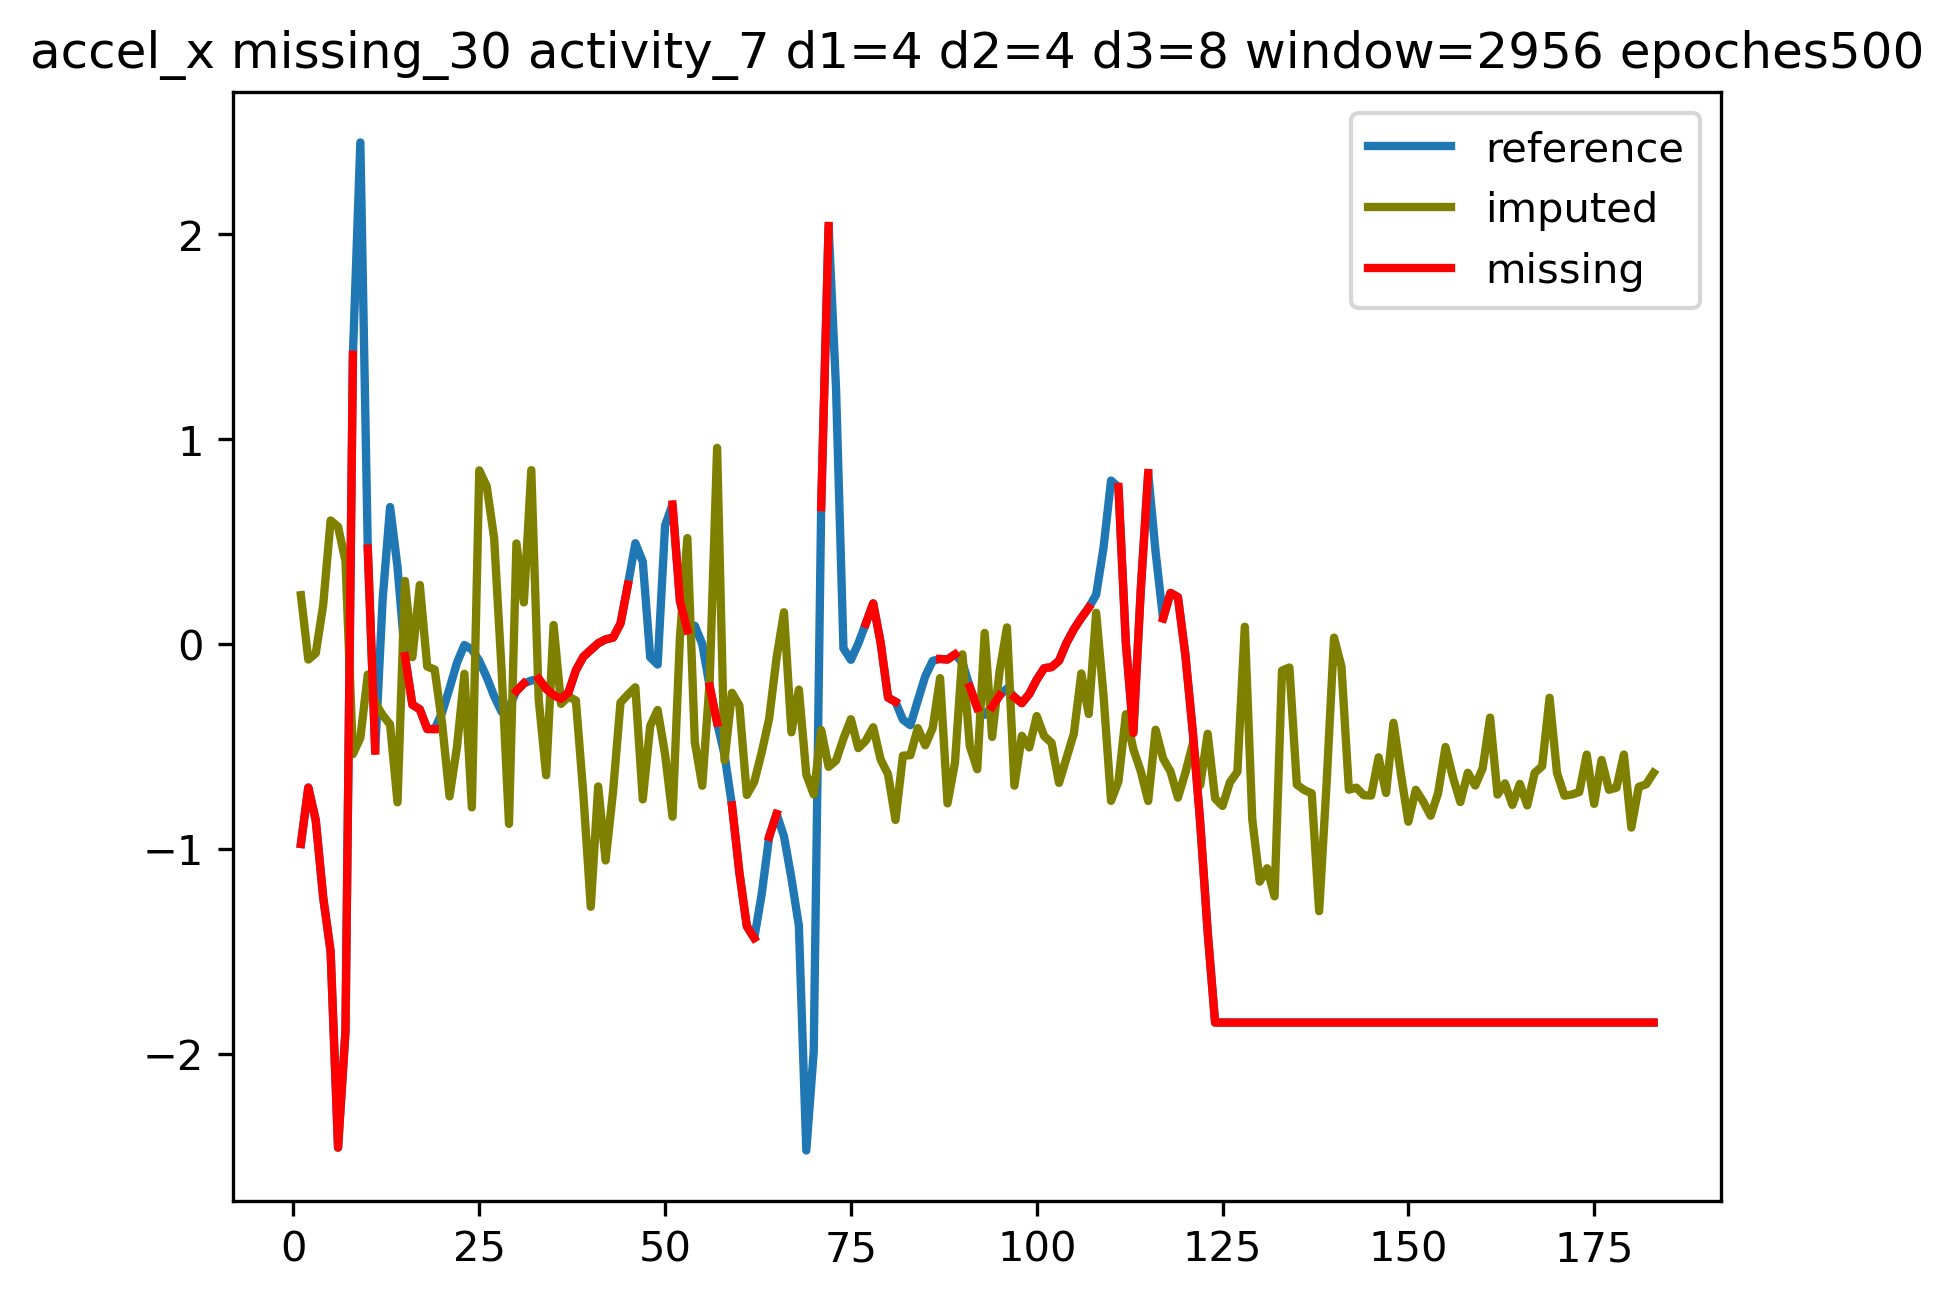 accel_x missing_30 activity_7 d1=4 d2=4 d3=8 window=2956 epoches500
reference
imputed
missing
2
1
0
−1
−2
0 25 50 75 100 125 150 175